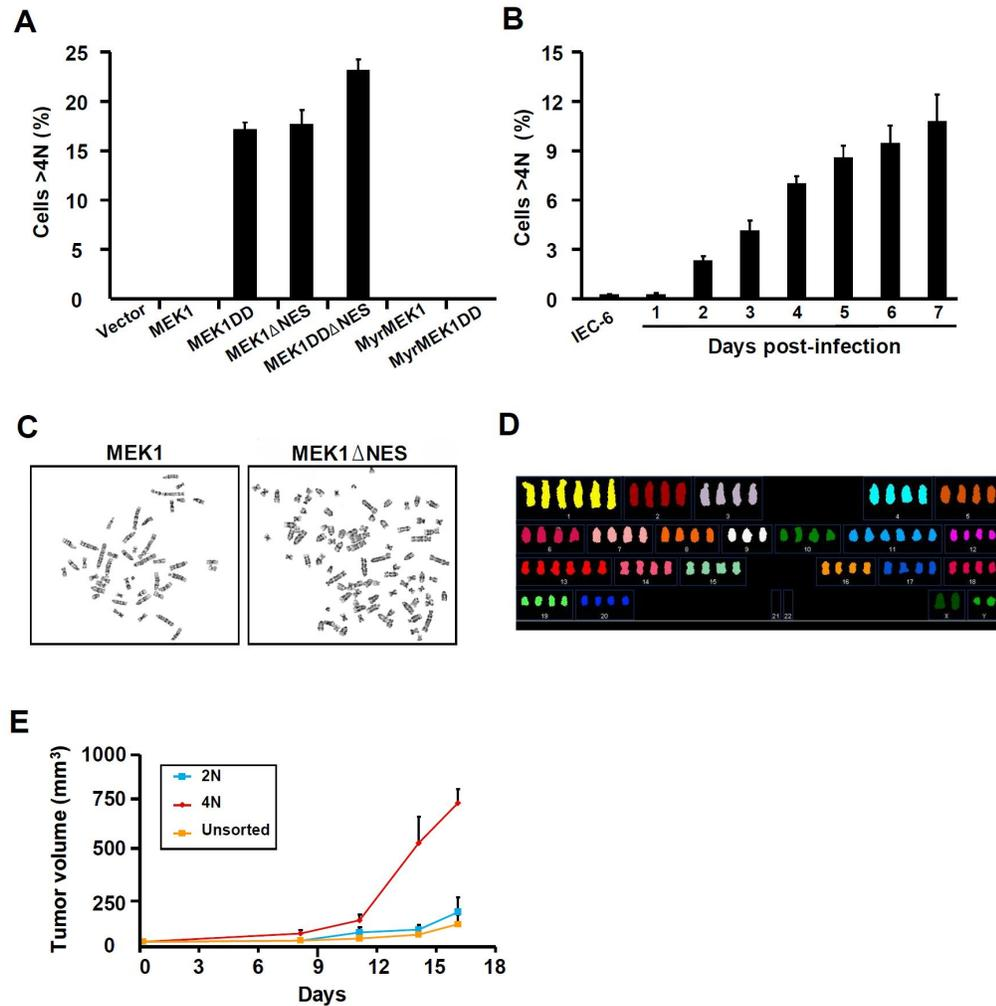 A
25
20
15
10
5
0
Cells >4N (%)
Vector
MEK1
MEK1DD
MEK1ΔNES
MEK1DDΔNES
MyrMEK1
MyrMEK1DD
B
15
12
9
6
3
0
Cells >4N (%)
IEC-6
1 2 3 4 5 6 7
Days post-infection
C
MEK1
MEK1ΔNES
D
1 2 3 4 5
6 7 8 9 10 11 12
13 14 15 16 17 18
19 20 21 22 X Y
E
1000
750
500
250
0
Tumor volume (mm³)
2N
4N
Unsorted
0 3 6 9 12 15 18
Days